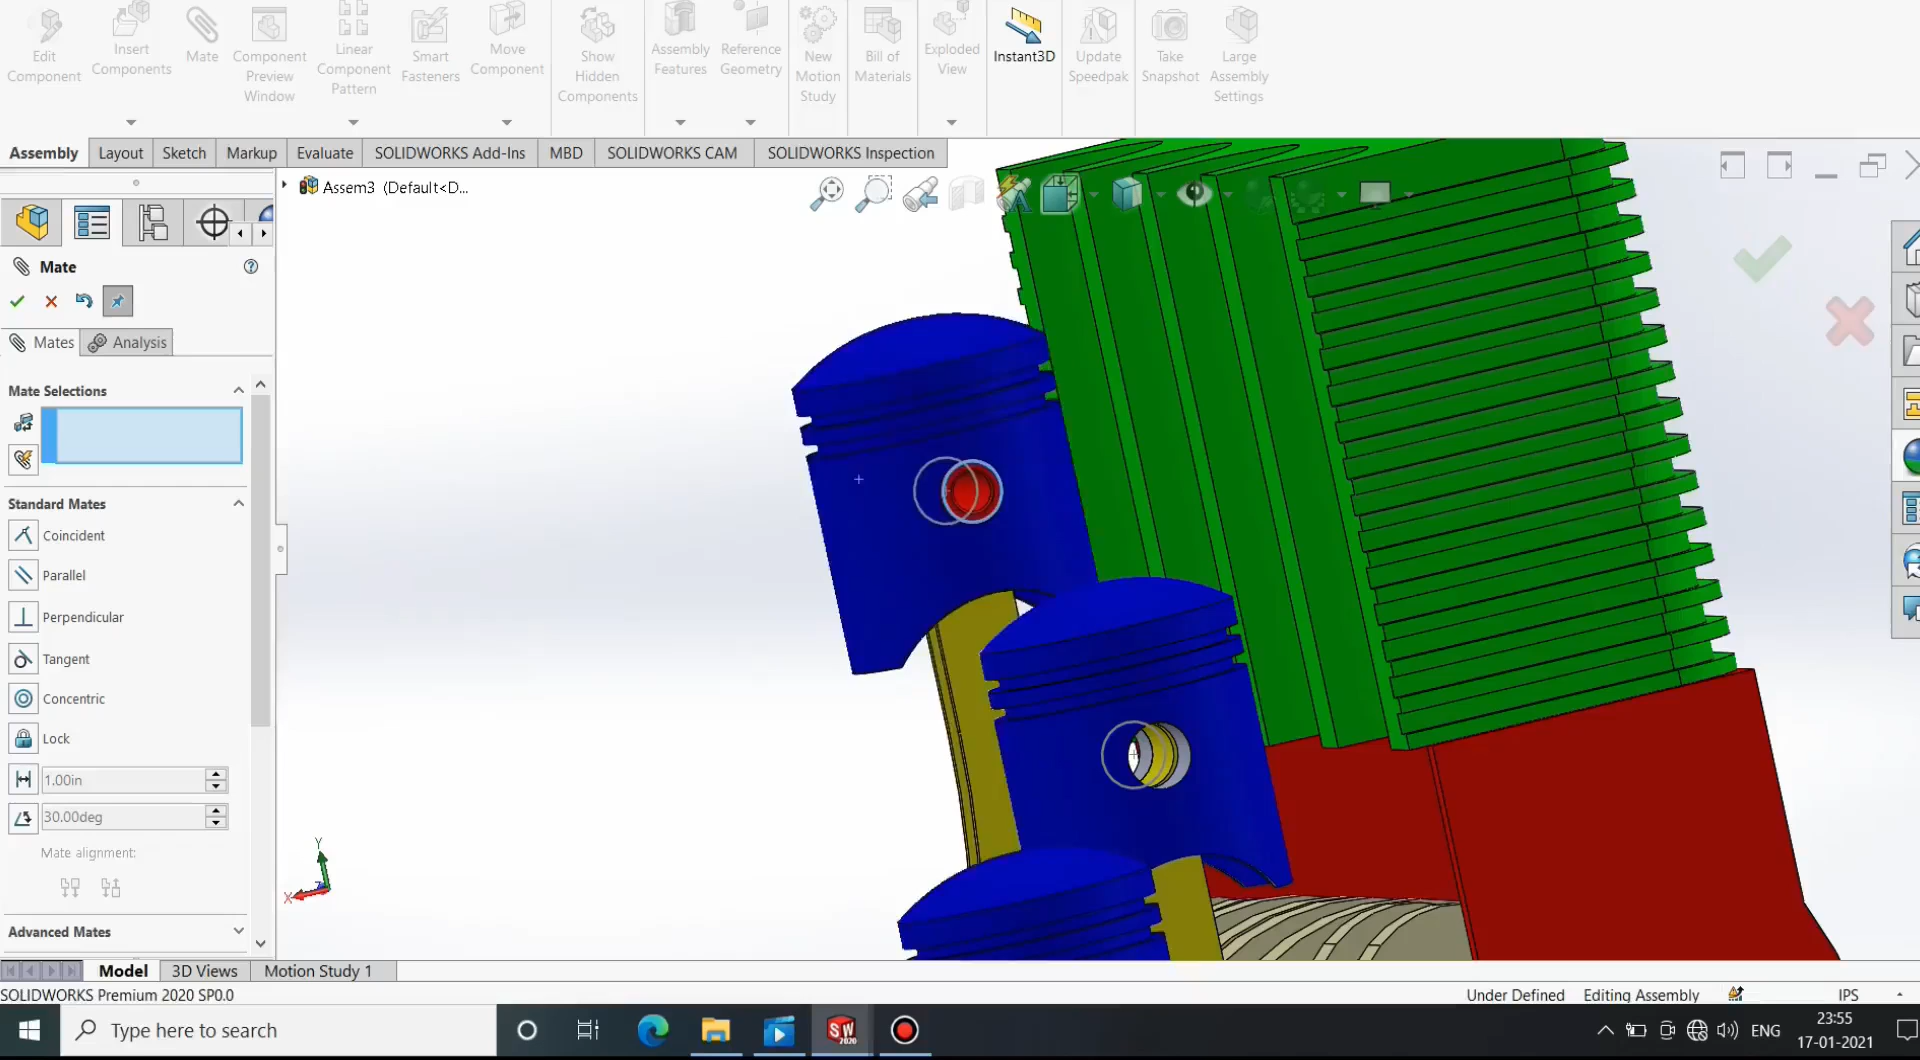 Edit Component
Insert Components
Mate
Component Preview Window
Linear Component Pattern
Smart Fasteners
Move Component
Show Hidden Components
Assembly Features
Reference Geometry
New Motion Study
Bill of Materials
Exploded View
Instant3D
Update Speedpak
Take Snapshot
Large Assembly Settings
Assembly Layout Sketch Markup Evaluate SOLIDWORKS Add-Ins MBD SOLIDWORKS CAM SOLIDWORKS Inspection
Assem3 (Default<D...
Mate
Mates Analysis
Mate Selections
Standard Mates
Coincident
Parallel
Perpendicular
Tangent
Concentric
Lock
1.00in
30.00deg
Mate alignment:
Advanced Mates
Y
X
Z
Model 3D Views Motion Study 1
SOLIDWORKS Premium 2020 SP0.0
Under Defined Editing Assembly IPS
Type here to search
SW
2020
ENG
23:55
17-01-2021